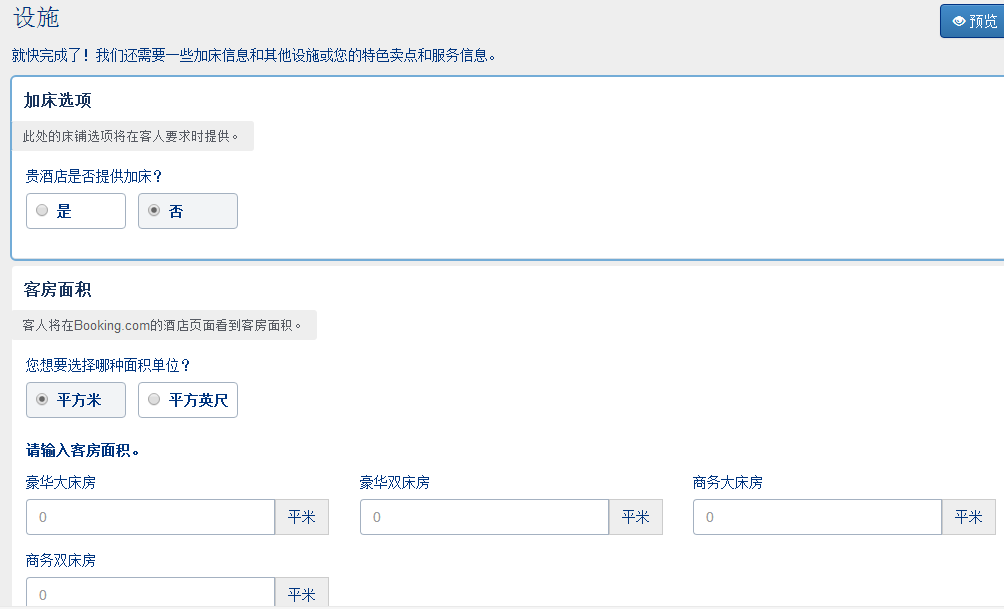 设施
预览
就快完成了！我们还需要一些加床信息和其他设施或您的特色卖点和服务信息。
加床选项
此处的床铺选项将在客人要求时提供。
贵酒店是否提供加床？
是 否
客房面积
客人将在Booking.com的酒店页面看到客房面积。
您想要选择哪种面积单位？
平方米 平方英尺
请输入客房面积。
豪华大床房 豪华双床房 商务大床房
0 平米 0 平米 0 平米
商务双床房
0 平米